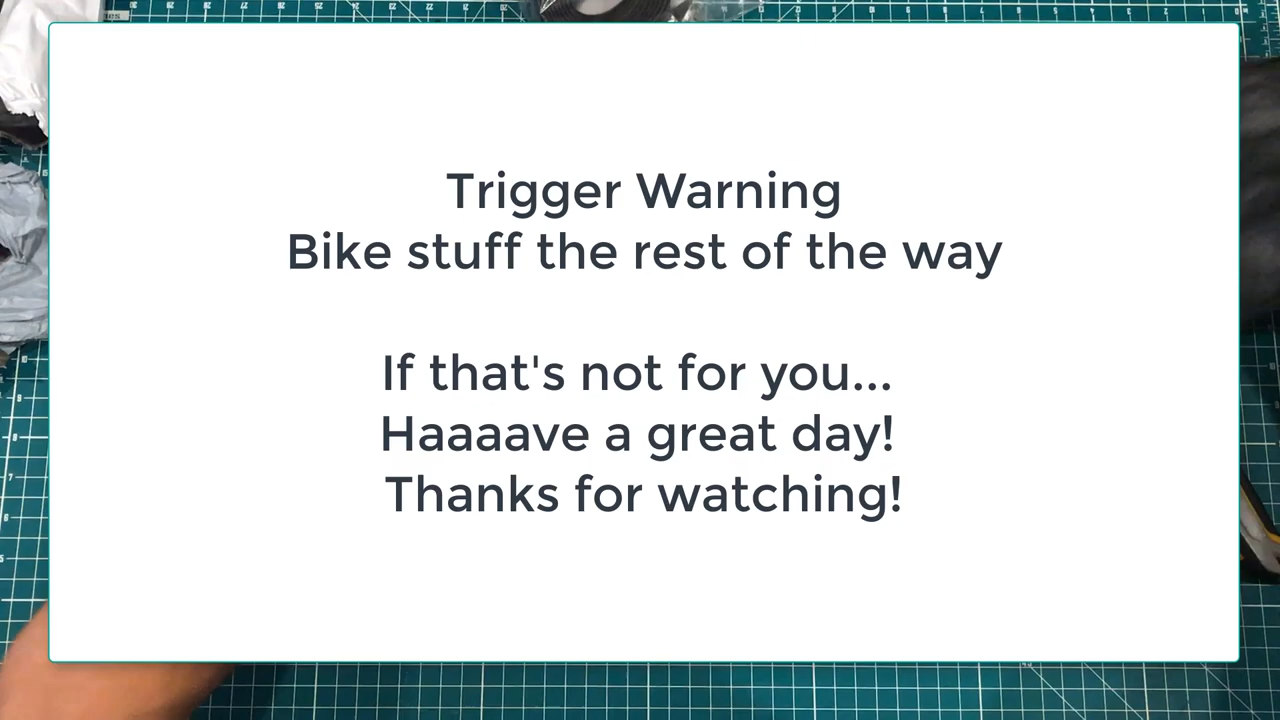 Trigger Warning
Bike stuff the rest of the way
If that's not for you...
Haaaave a great day!
Thanks for watching!